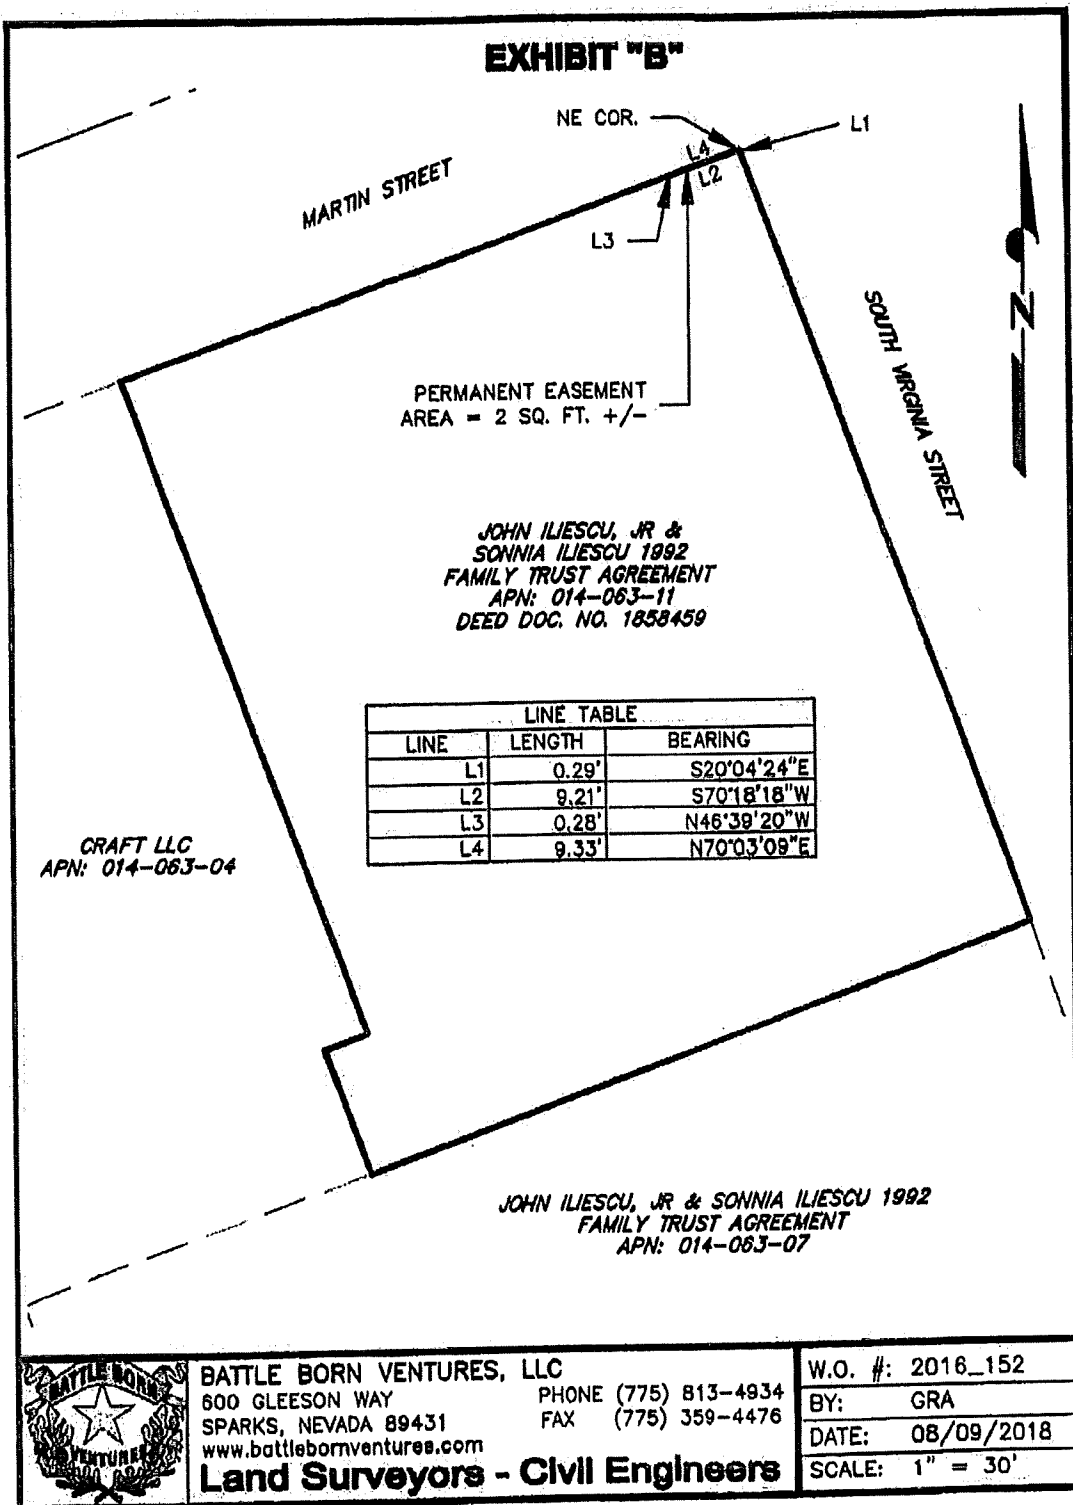 EXHIBIT "B"
NE COR.
L1
L4
L2
MARTIN STREET
L3
N
SOUTH VIRGINIA STREET
PERMANENT EASEMENT
AREA = 2 SQ. FT. +/-
JOHN ILIESCU, JR &
SONNIA ILIESCU 1992
FAMILY TRUST AGREEMENT
APN: 014-063-11
DEED DOC. NO. 1858459
LINE TABLE
LINE LENGTH BEARING
L1 0.29' S20°04'24"E
L2 9.21' S70°18'18"W
L3 0.28' N46°39'20"W
L4 9.33' N70°03'09"E
CRAFT LLC
APN: 014-063-04
JOHN ILIESCU, JR & SONNIA ILIESCU 1992
FAMILY TRUST AGREEMENT
APN: 014-063-07
BATTLE BORN
VENTURES
BATTLE BORN VENTURES, LLC
600 GLEESON WAY PHONE (775) 813-4934
SPARKS, NEVADA 89431 FAX (775) 359-4476
www.battlebornventures.com
Land Surveyors - Civil Engineers
W.O. #: 2016_152
BY: GRA
DATE: 08/09/2018
SCALE: 1" = 30'